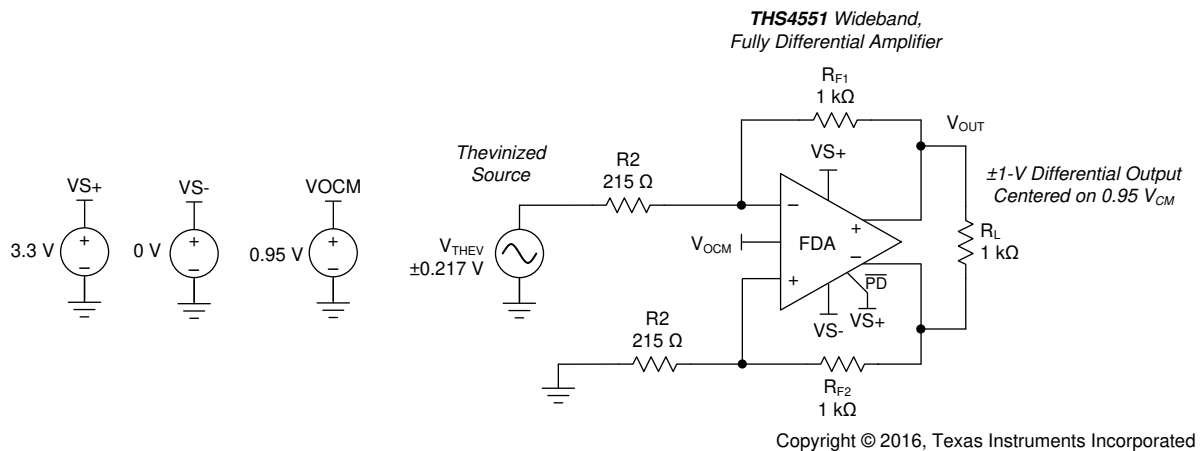 THS4551 Wideband,
Fully Differential Amplifier
RF1
1 kΩ
VOUT
Thevinized
Source
R2
215 Ω
VS+
±1-V Differential Output
Centered on 0.95 VCM
VS+
VS-
VOCM
3.3 V
+
−
0 V
+
−
0.95 V
+
−
VTHEV
±0.217 V
VOCM
−
+
FDA
+
−
PD
RL
1 kΩ
VS-
VS+
R2
215 Ω
RF2
1 kΩ
Copyright © 2016, Texas Instruments Incorporated